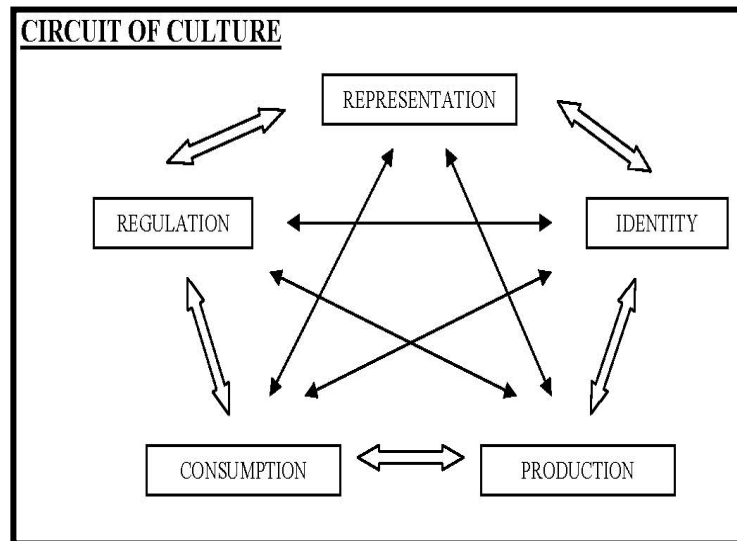 CIRCUIT OF CULTURE
REPRESENTATION
REGULATION
IDENTITY
CONSUMPTION
PRODUCTION